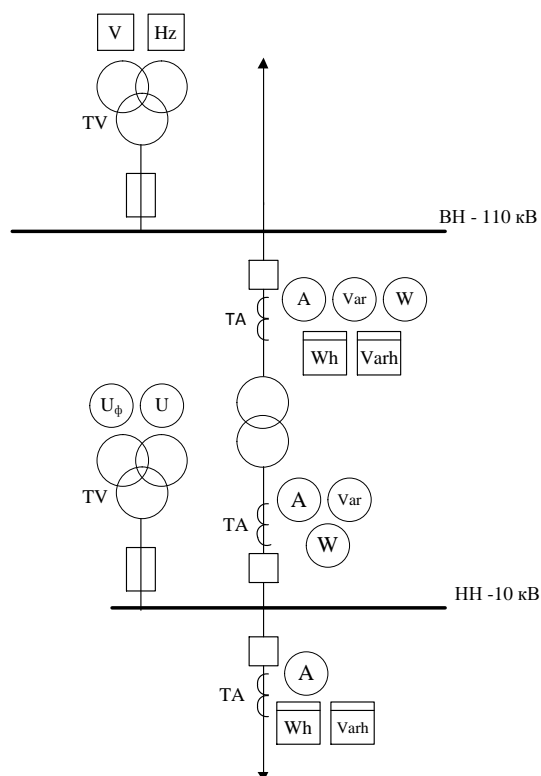 V Hz
TV
ВН - 110 кВ
A Var W
TA
Wh Varh
Uф U
TV
A Var
TA
W
НН -10 кВ
A
TA
Wh Varh